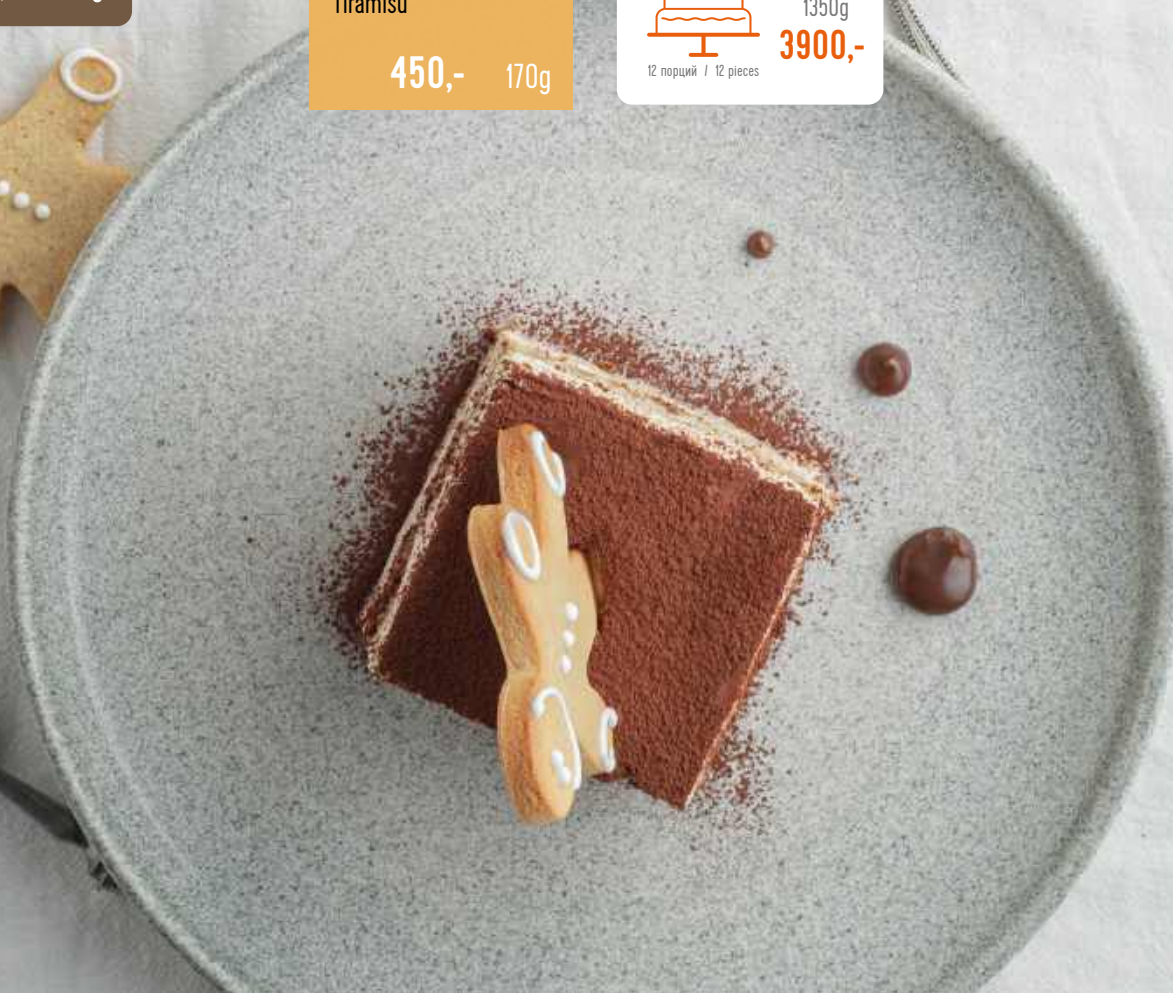 Tiramisu
450,- 170g
1350g
3900,-
12 порций / 12 pieces